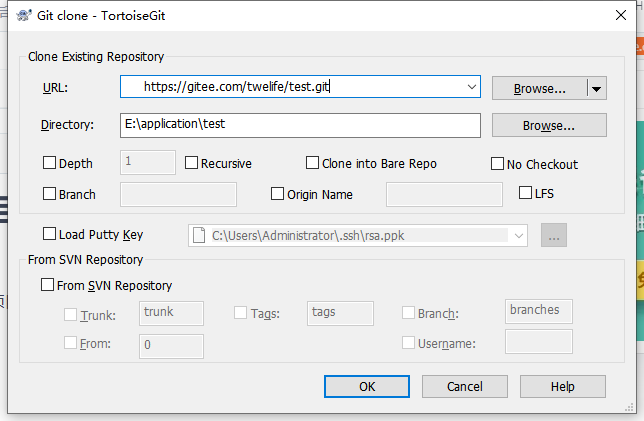 Git clone - TortoiseGit
Clone Existing Repository
URL: https://gitee.com/twelife/test.git Browse...
Directory: E:\application\test Browse...
Depth 1 Recursive Clone into Bare Repo No Checkout
Branch Origin Name LFS
Load Putty Key C:\Users\Administrator\.ssh\rsa.ppk ...
From SVN Repository
From SVN Repository
Trunk: trunk Tags: tags Branch: branches
From: 0 Username:
OK Cancel Help